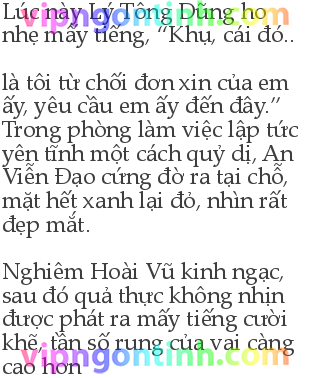 Lúc này Lý Tông Dũng ho
nhẹ mấy tiếng, “Khụ, cái đó..
là tôi từ chối đơn xin của em
ấy, yêu cầu em ấy đến đây.”
Trong phòng làm việc lập tức
yên tĩnh một cách quỷ dị, An
Viễn Đạo cứng đờ ra tại chỗ,
mặt hết xanh lại đỏ, nhìn rất
đẹp mắt.
Nghiêm Hoài Vũ kinh ngạc,
sau đó quả thực không nhịn
được phát ra mấy tiếng cười
khẽ, tần số rung của vai càng
cao hơn
vipngontinh.com
vipngontinh.com